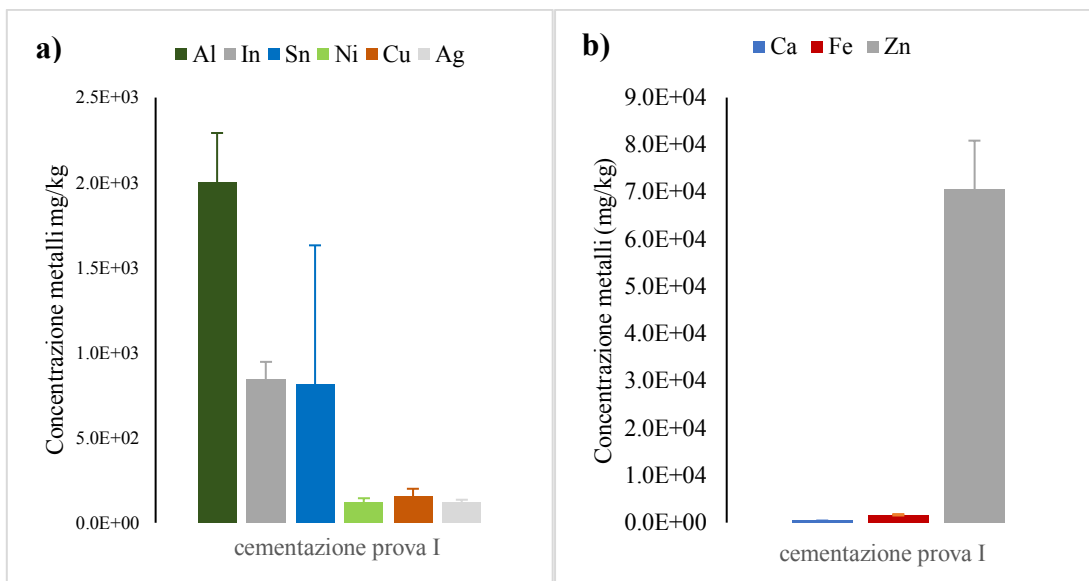 a)
Al In Sn Ni Cu Ag
2.5E+03
2.0E+03
1.5E+03
1.0E+03
5.0E+02
0.0E+00
Concentrazione metalli mg/kg
cementazione prova I
b)
Ca Fe Zn
9.0E+04
8.0E+04
7.0E+04
6.0E+04
5.0E+04
4.0E+04
3.0E+04
2.0E+04
1.0E+04
0.0E+00
Concentrazione metalli (mg/kg)
cementazione prova I